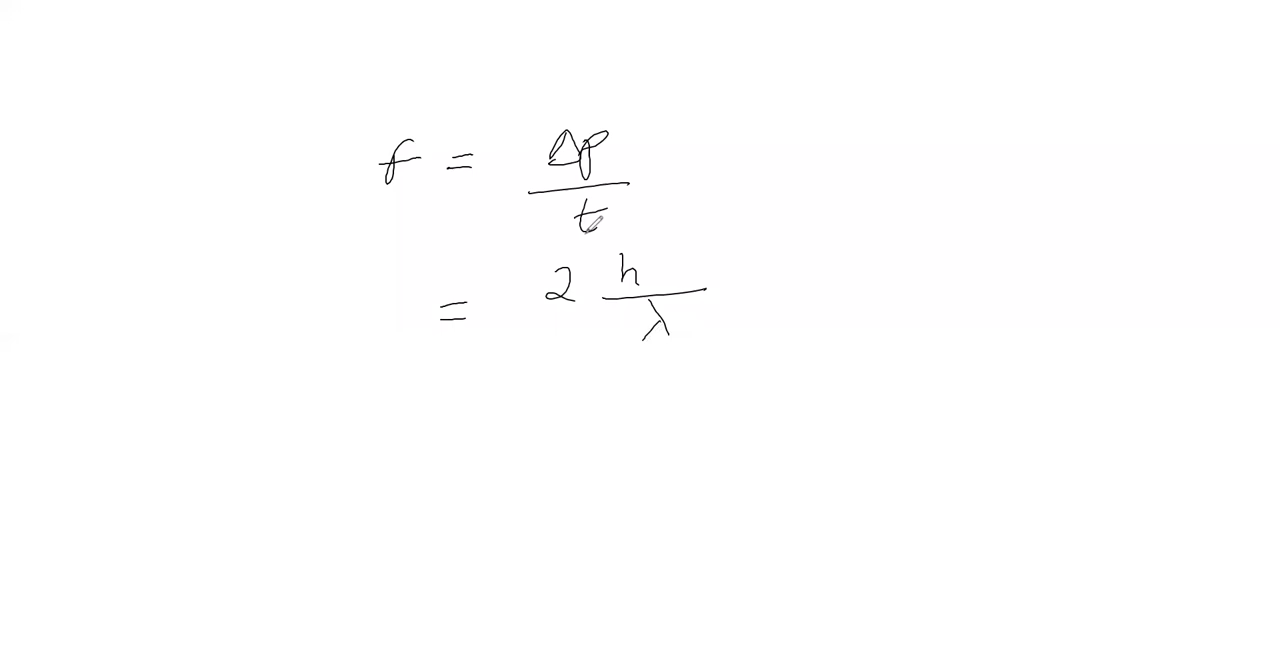 f = Δp / t
= 2 h / λ